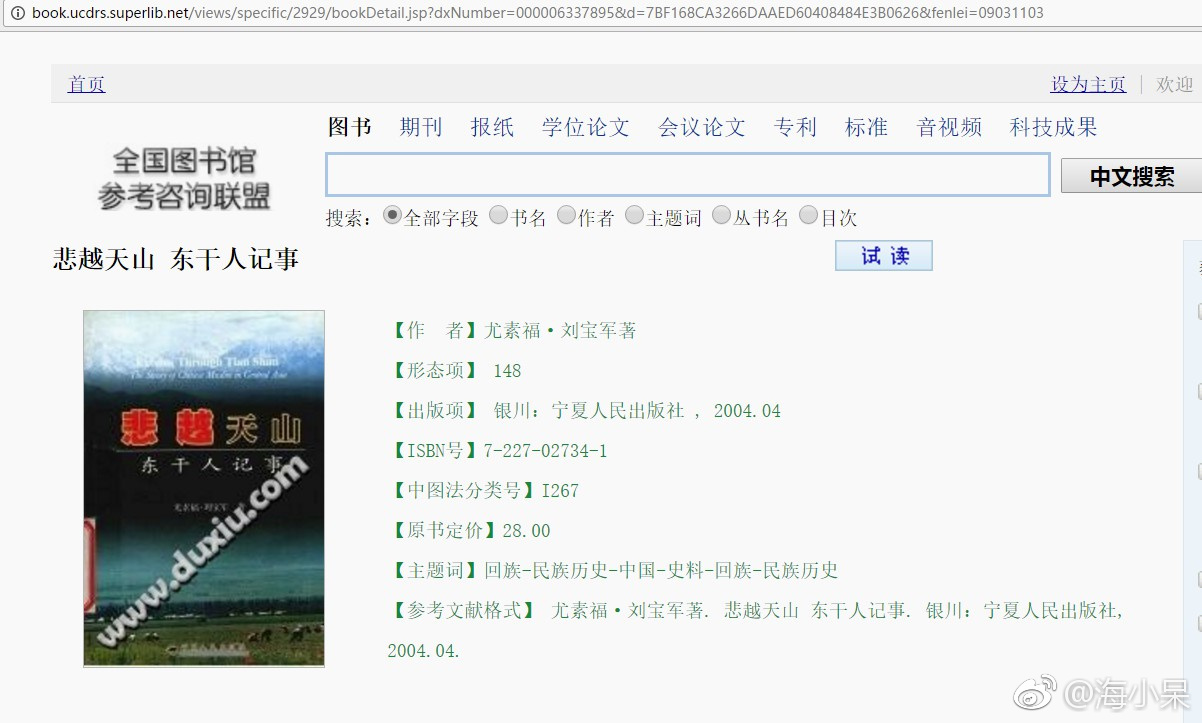 book.ucdrs.superlib.net/views/specific/2929/bookDetail.jsp?dxNumber=000006337895&d=7BF168CA3266DAAED60408484E3B0626&fenlei=09031103
首页 设为主页 | 欢迎
图书 期刊 报纸 学位论文 会议论文 专利 标准 音视频 科技成果
全国图书馆
参考咨询联盟
中文搜索
搜索: 全部字段 书名 作者 主题词 丛书名 目次
悲越天山 东干人记事
试 读
Through Tian Shan
The Story of Chinese Muslim in Central Asia
悲越天山
东干人记事
尤素福·刘宝军
www.duxiu.com
【作 者】尤素福·刘宝军著
【形态项】 148
【出版项】 银川:宁夏人民出版社 , 2004.04
【ISBN号】7-227-02734-1
【中图法分类号】I267
【原书定价】28.00
【主题词】回族-民族历史-中国-史料-回族-民族历史
【参考文献格式】 尤素福·刘宝军著. 悲越天山 东干人记事. 银川:宁夏人民出版社,
2004.04.
@海小呆